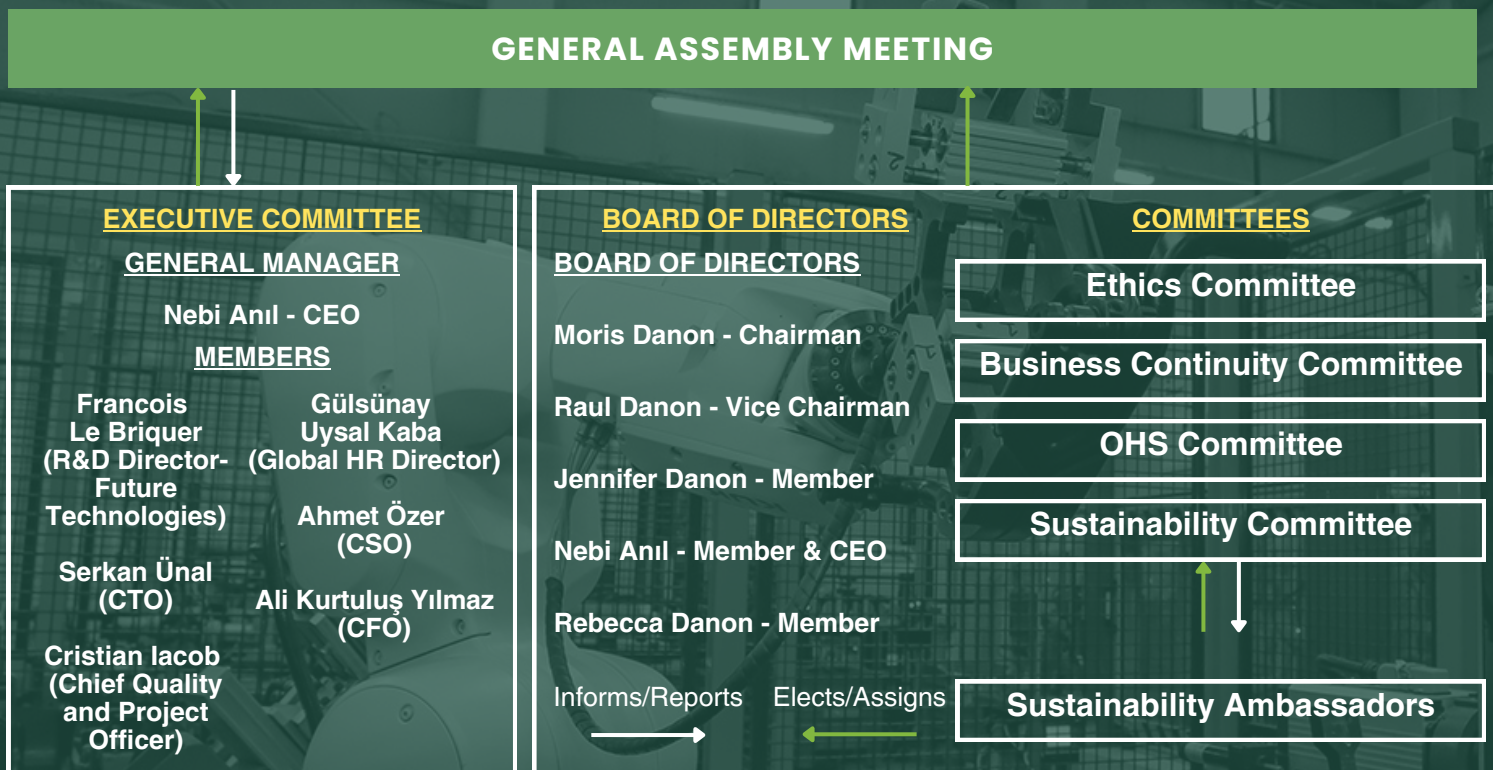 GENERAL ASSEMBLY MEETING
EXECUTIVE COMMITTEE
GENERAL MANAGER
Nebi Anıl - CEO
MEMBERS
Francois
Le Briquer
(R&D Director-
Future
Technologies)
Serkan Ünal
(CTO)
Cristian Iacob
(Chief Quality
and Project
Officer)
Gülsünay
Uysal Kaba
(Global HR Director)
Ahmet Özer
(CSO)
Ali Kurtuluş Yılmaz
(CFO)
BOARD OF DIRECTORS
BOARD OF DIRECTORS
Moris Danon - Chairman
Raul Danon - Vice Chairman
Jennifer Danon - Member
Nebi Anıl - Member & CEO
Rebecca Danon - Member
Informs/Reports
Elects/Assigns
COMMITTEES
Ethics Committee
Business Continuity Committee
OHS Committee
Sustainability Committee
Sustainability Ambassadors